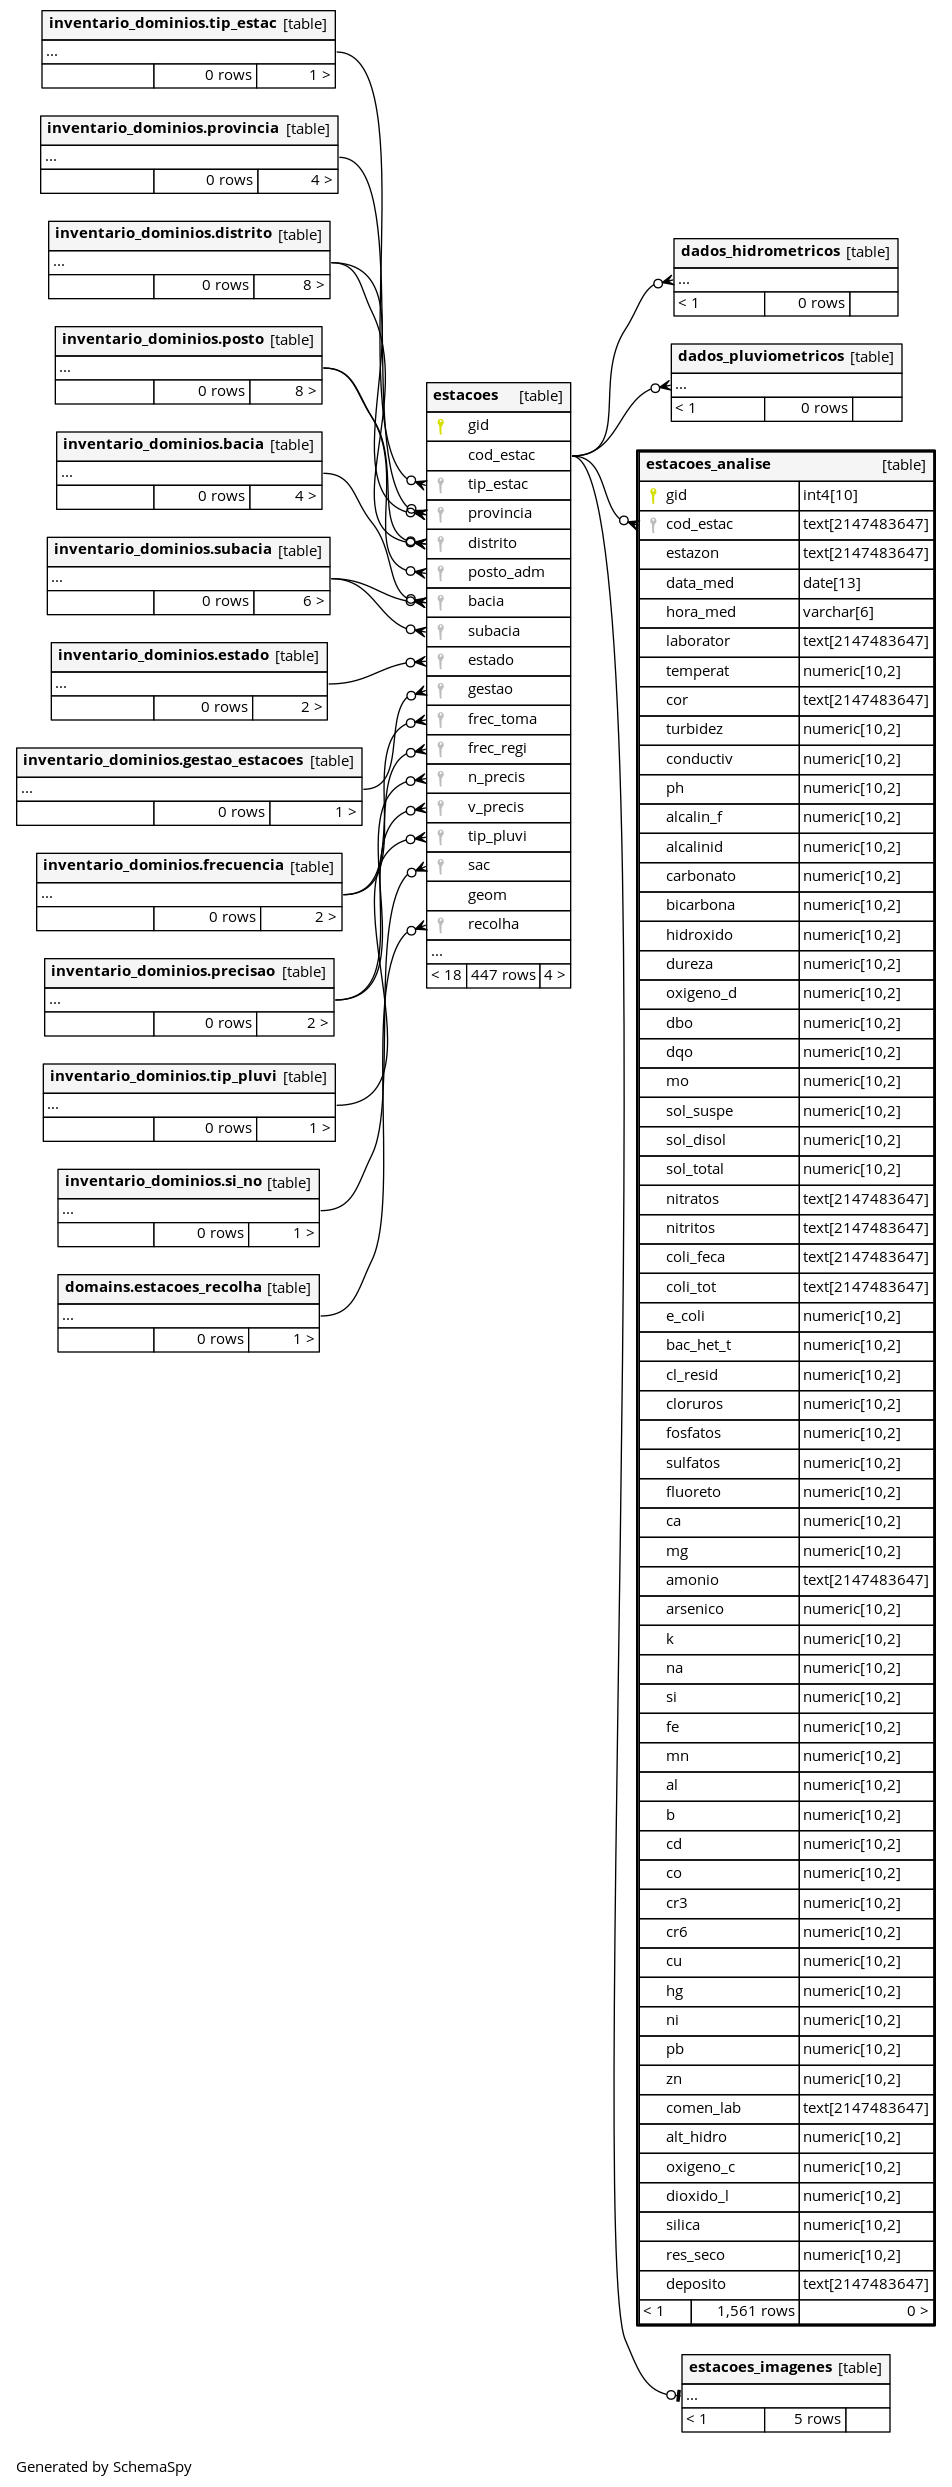 inventario_dominios.tip_estac [table]
...
0 rows 1 >
inventario_dominios.provincia [table]
...
0 rows 4 >
inventario_dominios.distrito [table]
...
0 rows 8 >
inventario_dominios.posto [table]
...
0 rows 8 >
inventario_dominios.bacia [table]
...
0 rows 4 >
inventario_dominios.subacia [table]
...
0 rows 6 >
inventario_dominios.estado [table]
...
0 rows 2 >
inventario_dominios.gestao_estacoes [table]
...
0 rows 1 >
inventario_dominios.frecuencia [table]
...
0 rows 2 >
inventario_dominios.precisao [table]
...
0 rows 2 >
inventario_dominios.tip_pluvi [table]
...
0 rows 1 >
inventario_dominios.si_no [table]
...
0 rows 1 >
domains.estacoes_recolha [table]
...
0 rows 1 >
estacoes [table]
gid
cod_estac
tip_estac
provincia
distrito
posto_adm
bacia
subacia
estado
gestao
frec_toma
frec_regi
n_precis
v_precis
tip_pluvi
sac
geom
recolha
...
< 18 447 rows 4 >
dados_hidrometricos [table]
...
< 1 0 rows
dados_pluviometricos [table]
...
< 1 0 rows
estacoes_analise [table]
gid int4[10]
cod_estac text[2147483647]
estazon text[2147483647]
data_med date[13]
hora_med varchar[6]
laborator text[2147483647]
temperat numeric[10,2]
cor text[2147483647]
turbidez numeric[10,2]
conductiv numeric[10,2]
ph numeric[10,2]
alcalin_f numeric[10,2]
alcalinid numeric[10,2]
carbonato numeric[10,2]
bicarbona numeric[10,2]
hidroxido numeric[10,2]
dureza numeric[10,2]
oxigeno_d numeric[10,2]
dbo numeric[10,2]
dqo numeric[10,2]
mo numeric[10,2]
sol_suspe numeric[10,2]
sol_disol numeric[10,2]
sol_total numeric[10,2]
nitratos text[2147483647]
nitritos text[2147483647]
coli_feca text[2147483647]
coli_tot text[2147483647]
e_coli numeric[10,2]
bac_het_t numeric[10,2]
cl_resid numeric[10,2]
cloruros numeric[10,2]
fosfatos numeric[10,2]
sulfatos numeric[10,2]
fluoreto numeric[10,2]
ca numeric[10,2]
mg numeric[10,2]
amonio text[2147483647]
arsenico numeric[10,2]
k numeric[10,2]
na numeric[10,2]
si numeric[10,2]
fe numeric[10,2]
mn numeric[10,2]
al numeric[10,2]
b numeric[10,2]
cd numeric[10,2]
co numeric[10,2]
cr3 numeric[10,2]
cr6 numeric[10,2]
cu numeric[10,2]
hg numeric[10,2]
ni numeric[10,2]
pb numeric[10,2]
zn numeric[10,2]
comen_lab text[2147483647]
alt_hidro numeric[10,2]
oxigeno_c numeric[10,2]
dioxido_l numeric[10,2]
silica numeric[10,2]
res_seco numeric[10,2]
deposito text[2147483647]
< 1 1,561 rows 0 >
estacoes_imagenes [table]
...
< 1 5 rows
Generated by SchemaSpy